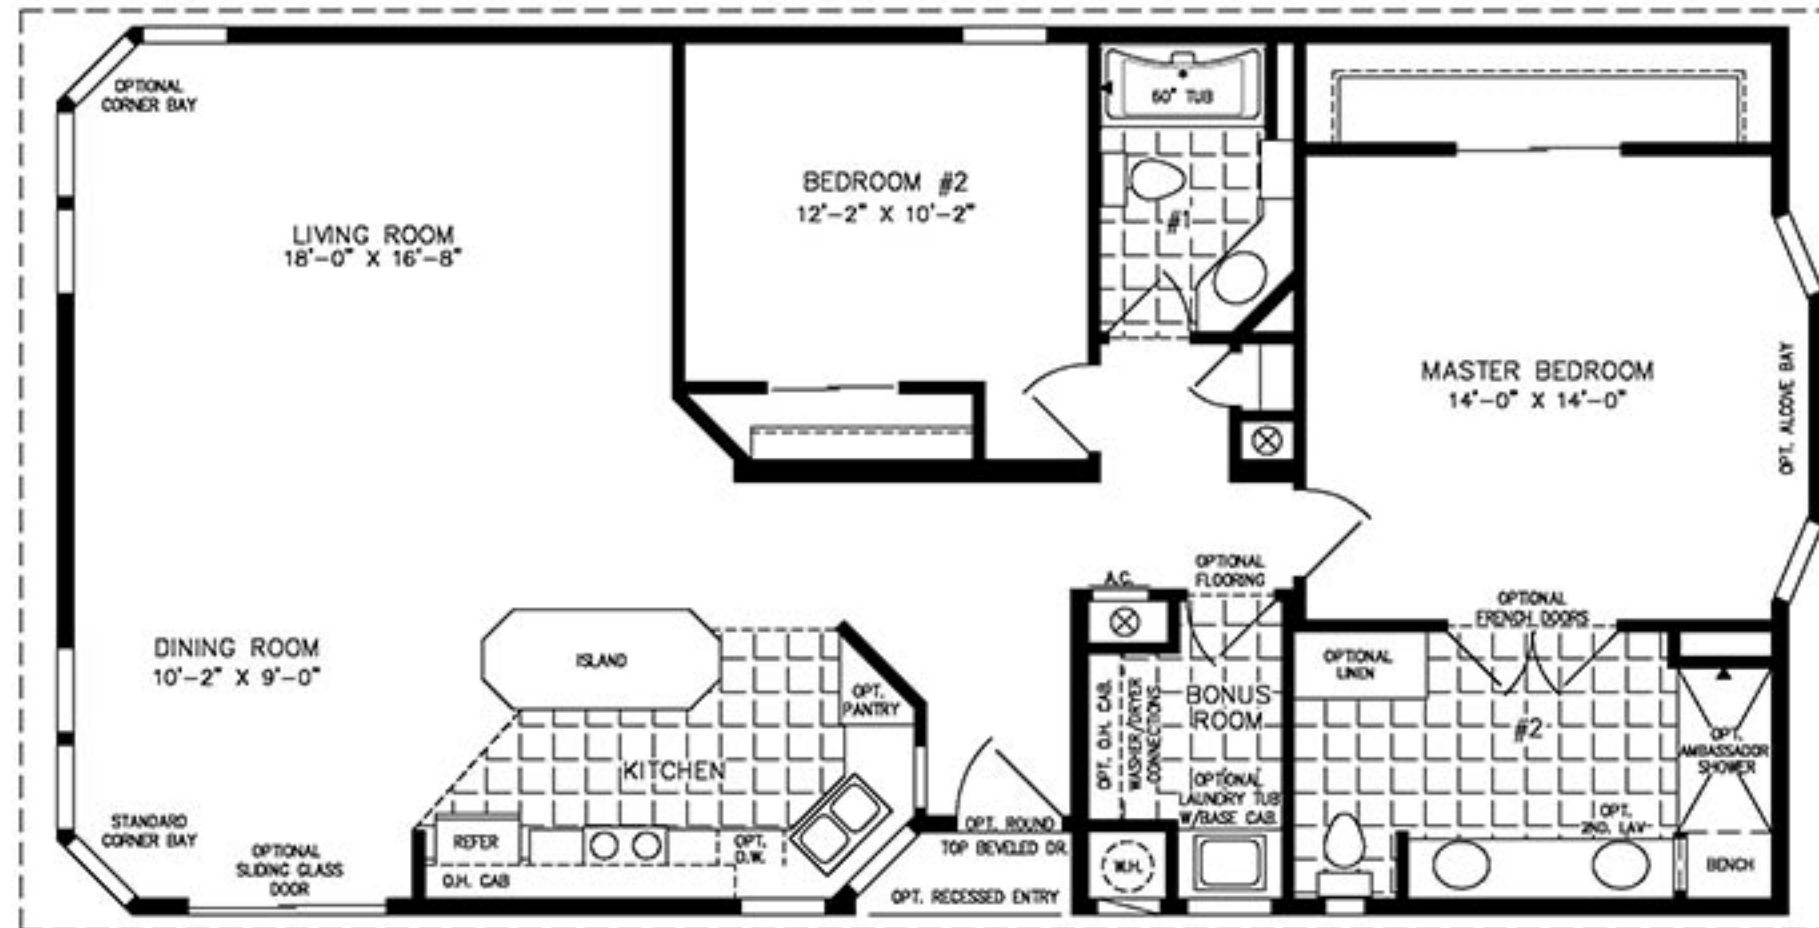 OPTIONAL
CORNER BAY
60" TUB
BEDROOM #2
12'-2" X 10'-2"
#1
LIVING ROOM
18'-0" X 16'-8"
MASTER BEDROOM
14'-0" X 14'-0"
OPT. ALCOVE BAY
A.C.
OPTIONAL
FLOORING
OPTIONAL
FRENCH DOORS
DINING ROOM
10'-2" X 9'-0"
ISLAND
OPT.
PANTRY
OPT. O.H. CAB.
WASHER/DRYER
CONNECTIONS
BONUS
ROOM
OPTIONAL
LINEN
#2
OPT.
AMBASSADOR
SHOWER
KITCHEN
OPTIONAL
LAUNDRY TUB
W/BASE CAB.
OPT.
2ND. LAV
STANDARD
CORNER BAY
OPTIONAL
SLIDING GLASS
DOOR
REFER
O.H. CAB
OPT.
D.W.
OPT. ROUND
TOP BEVELED DR.
OPT. RECESSED ENTRY
W.H.
BENCH